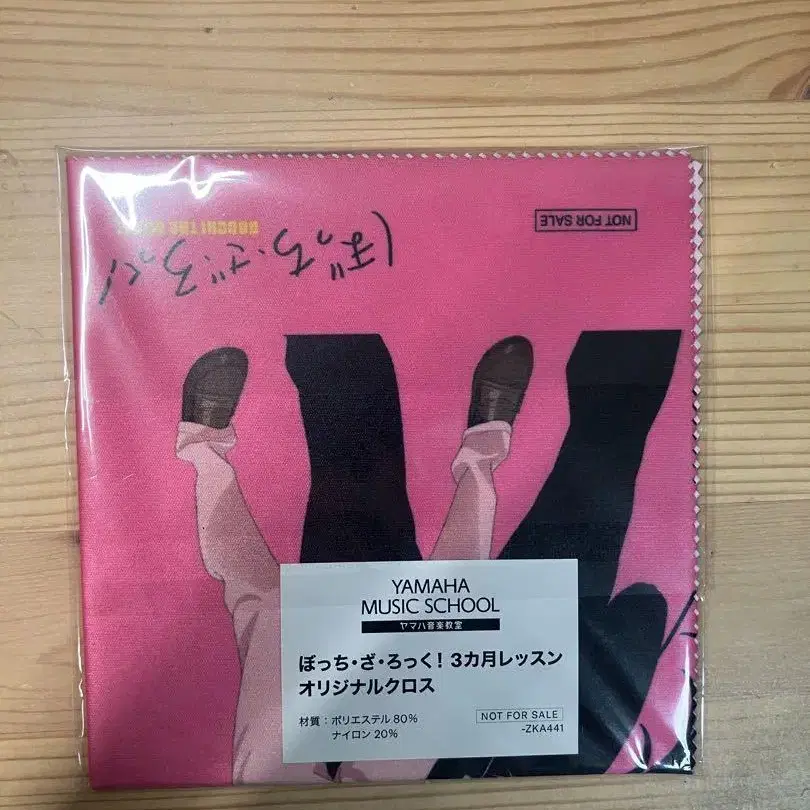 NOT FOR SALE
BOCCHI THE
ぼっち・ざ・ろっく!
YAMAHA
MUSIC SCHOOL
ヤマハ音楽教室
ぼっち・ざ・ろっく! 3カ月レッスン
オリジナルクロス
材質：ポリエステル 80%
ナイロン 20%
NOT FOR SALE
-ZKA441